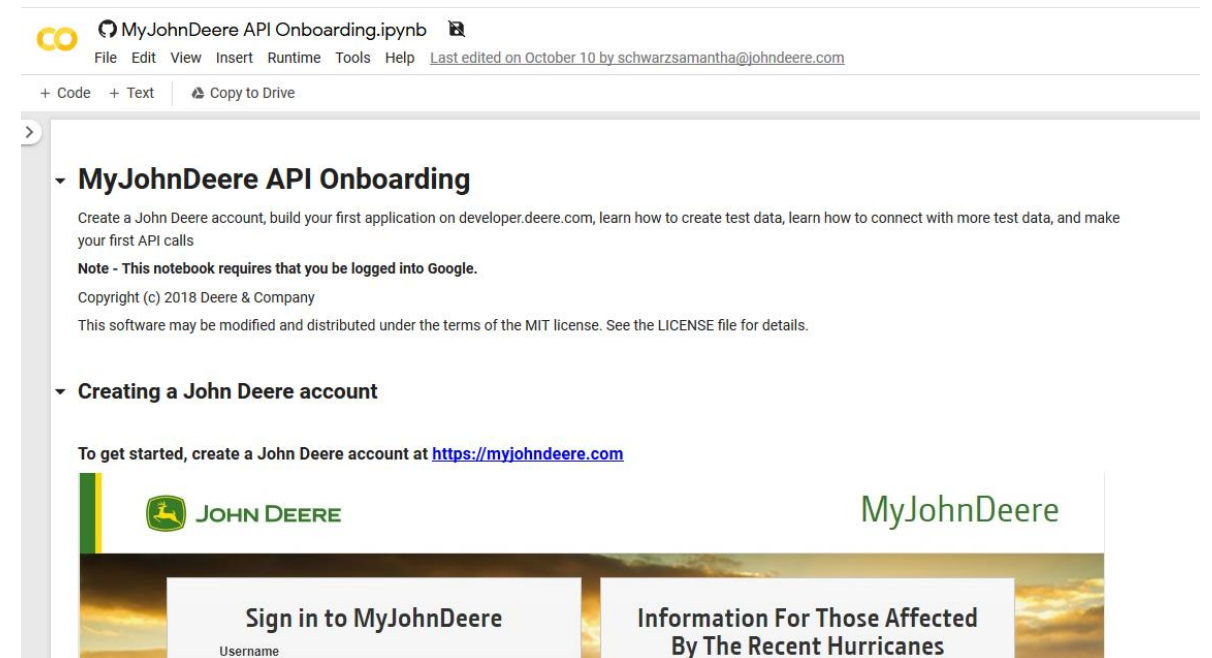 MyJohnDeere API Onboarding.ipynb
File Edit View Insert Runtime Tools Help Last edited on October 10 by schwarzsamantha@johndeere.com
+ Code + Text Copy to Drive
MyJohnDeere API Onboarding
Create a John Deere account, build your first application on developer.deere.com, learn how to create test data, learn how to connect with more test data, and make
your first API calls
Note - This notebook requires that you be logged into Google.
Copyright (c) 2018 Deere & Company
This software may be modified and distributed under the terms of the MIT license. See the LICENSE file for details.
Creating a John Deere account
To get started, create a John Deere account at https://myjohndeere.com
JOHN DEERE
MyJohnDeere
Sign in to MyJohnDeere
Username
Information For Those Affected
By The Recent Hurricanes